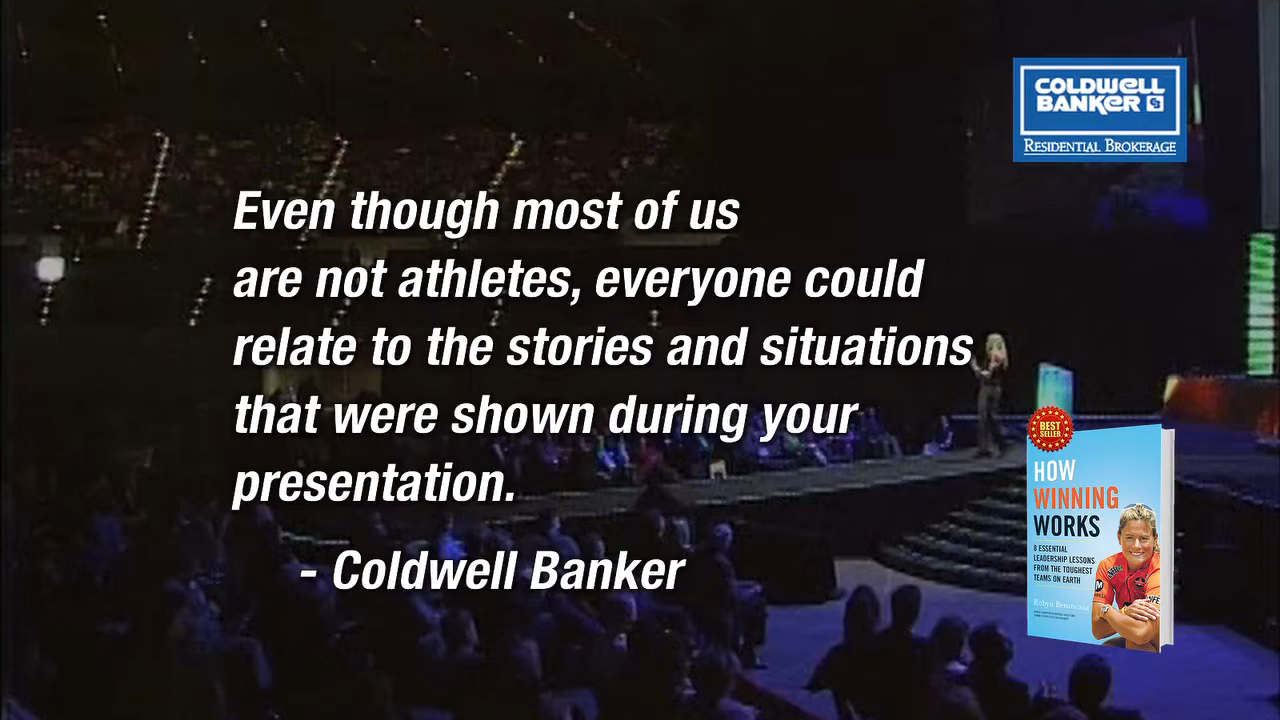 COLDWELL
BANKER CB
RESIDENTIAL BROKERAGE
Even though most of us
are not athletes, everyone could
relate to the stories and situations
that were shown during your
presentation.
- Coldwell Banker
BEST
SELLER
HOW
WINNING
WORKS
8 ESSENTIAL
LEADERSHIP LESSONS
FROM THE TOUGHEST
TEAMS ON EARTH
Robyn Benincasa